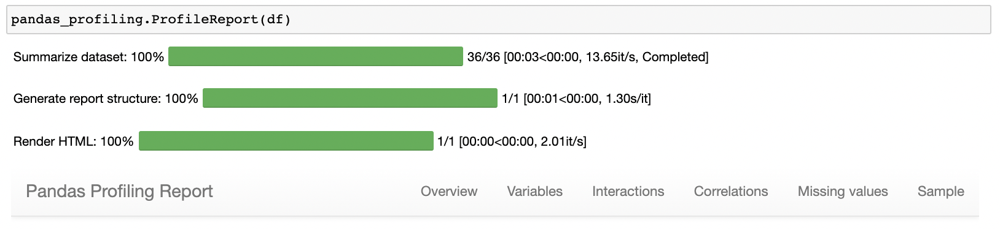 pandas_profiling.ProfileReport(df)
Summarize dataset: 100% 36/36 [00:03<00:00, 13.65it/s, Completed]
Generate report structure: 100% 1/1 [00:01<00:00, 1.30s/it]
Render HTML: 100% 1/1 [00:00<00:00, 2.01it/s]
Pandas Profiling Report Overview Variables Interactions Correlations Missing values Sample